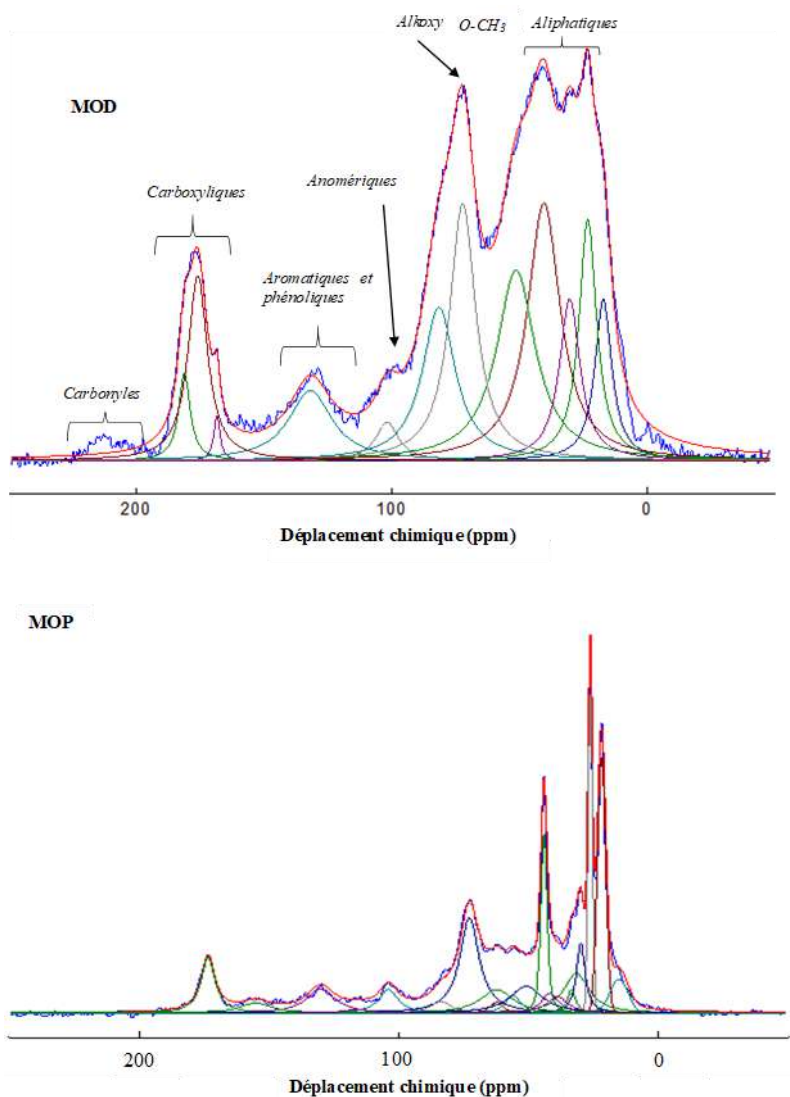 Alkoxy O-CH3 Aliphatiques
MOD
Carboxyliques
Anomériques
Aromatiques et
phénoliques
Carbonyles
200 100 0
Déplacement chimique (ppm)
MOP
200 100 0
Déplacement chimique (ppm)